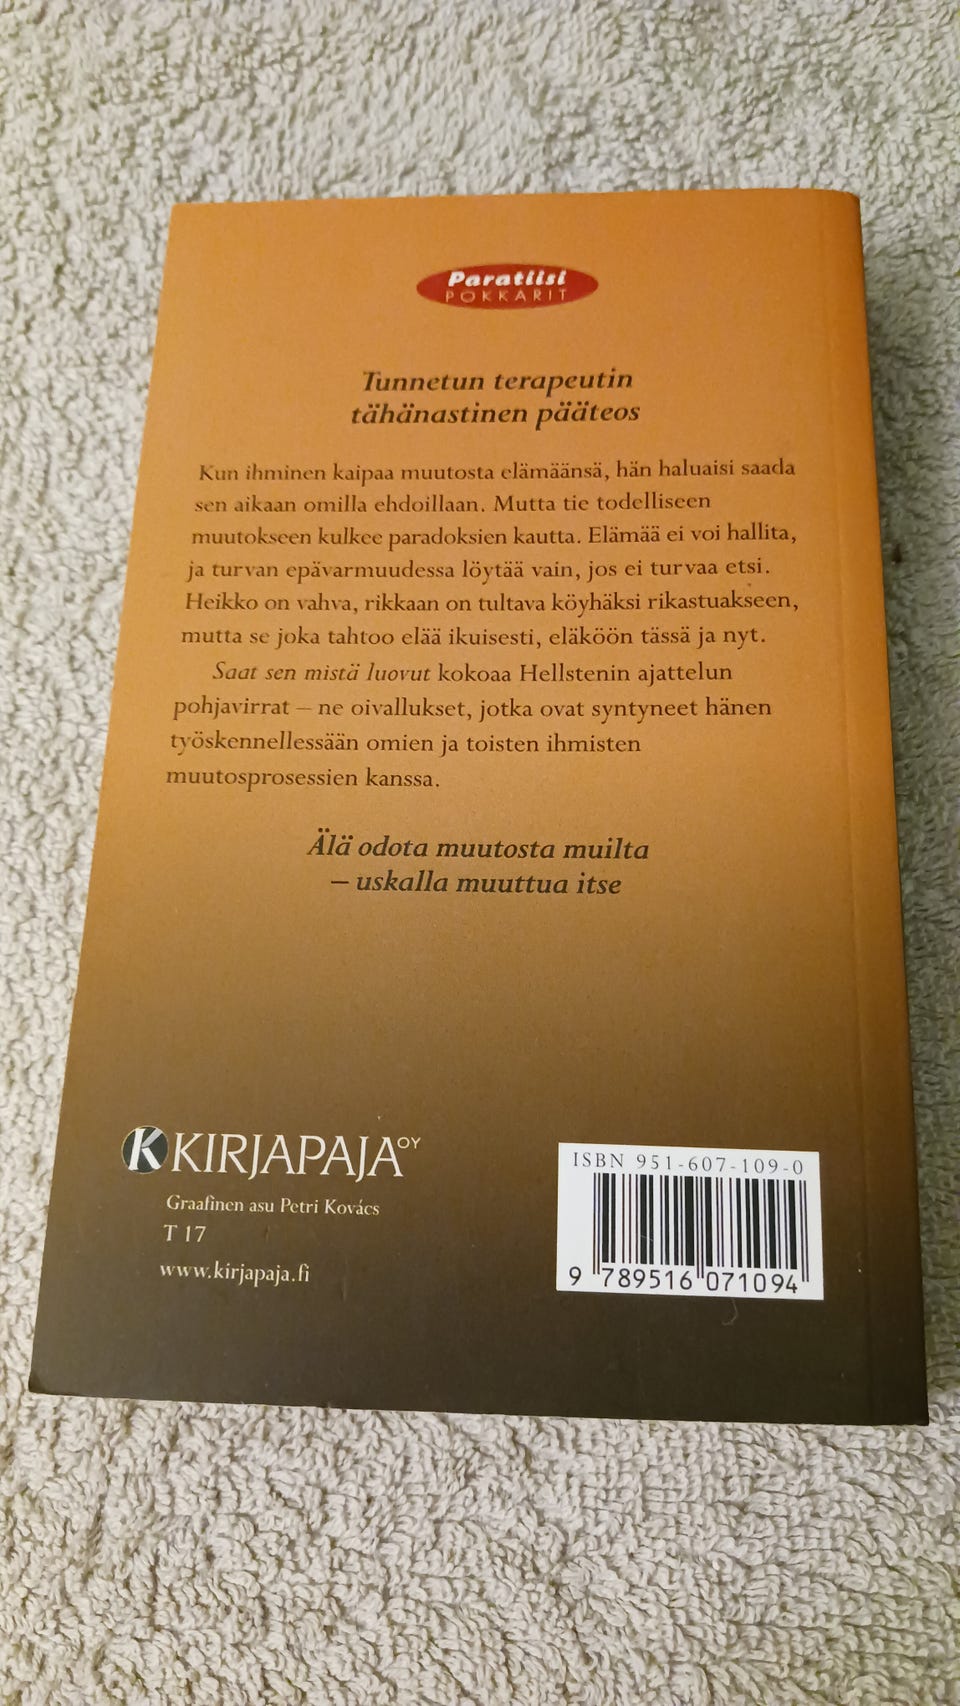 Paratiisi
POKKARIT
Tunnetun terapeutin
tähänastinen pääteos
Kun ihminen kaipaa muutosta elämäänsä, hän haluaisi saada
sen aikaan omilla ehdoillaan. Mutta tie todelliseen
muutokseen kulkee paradoksien kautta. Elämää ei voi hallita,
ja turvan epävarmuudessa löytää vain, jos ei turvaa etsi.
Heikko on vahva, rikkaan on tultava köyhäksi rikastuakseen,
mutta se joka tahtoo elää ikuisesti, eläköön tässä ja nyt.
Saat sen mistä luovut kokoaa Hellstenin ajattelun
pohjavirrat – ne oivallukset, jotka ovat syntyneet hänen
työskennellessään omien ja toisten ihmisten
muutosprosessien kanssa.
Älä odota muutosta muilta
– uskalla muuttua itse
K KIRJAPAJA OY
Graafinen asu Petri Kovács
T 17
www.kirjapaja.fi
ISBN 951-607-109-0
9 789516 071094